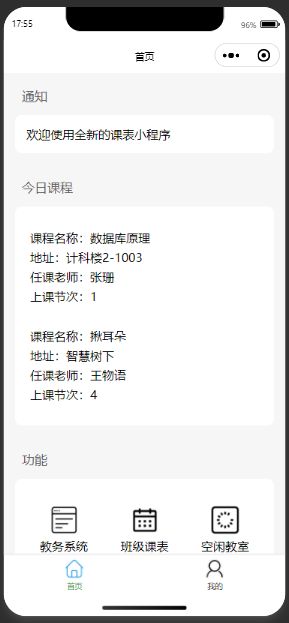 17:55
96%
首页
通知
欢迎使用全新的课表小程序
今日课程
课程名称：数据库原理
地址：计科楼2-1003
任课老师：张珊
上课节次：1
课程名称：揪耳朵
地址：智慧树下
任课老师：王物语
上课节次：4
功能
教务系统
班级课表
空闲教室
首页
我的